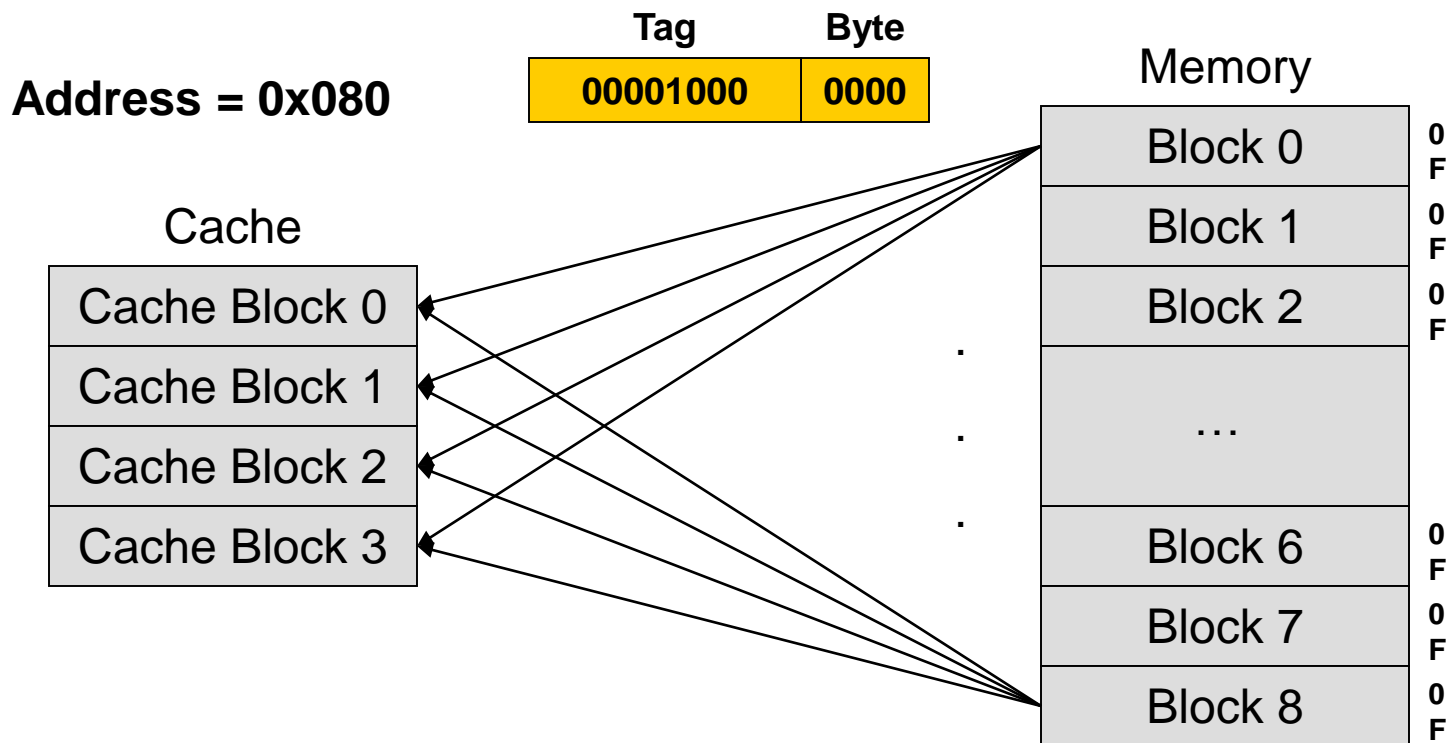 Tag Byte
Address = 0x080
00001000 0000
Memory
Cache
Cache Block 0
Cache Block 1
Cache Block 2
Cache Block 3
.
.
.
Block 0
0
F
Block 1
0
F
Block 2
0
F
...
Block 6
0
F
Block 7
0
F
Block 8
0
F